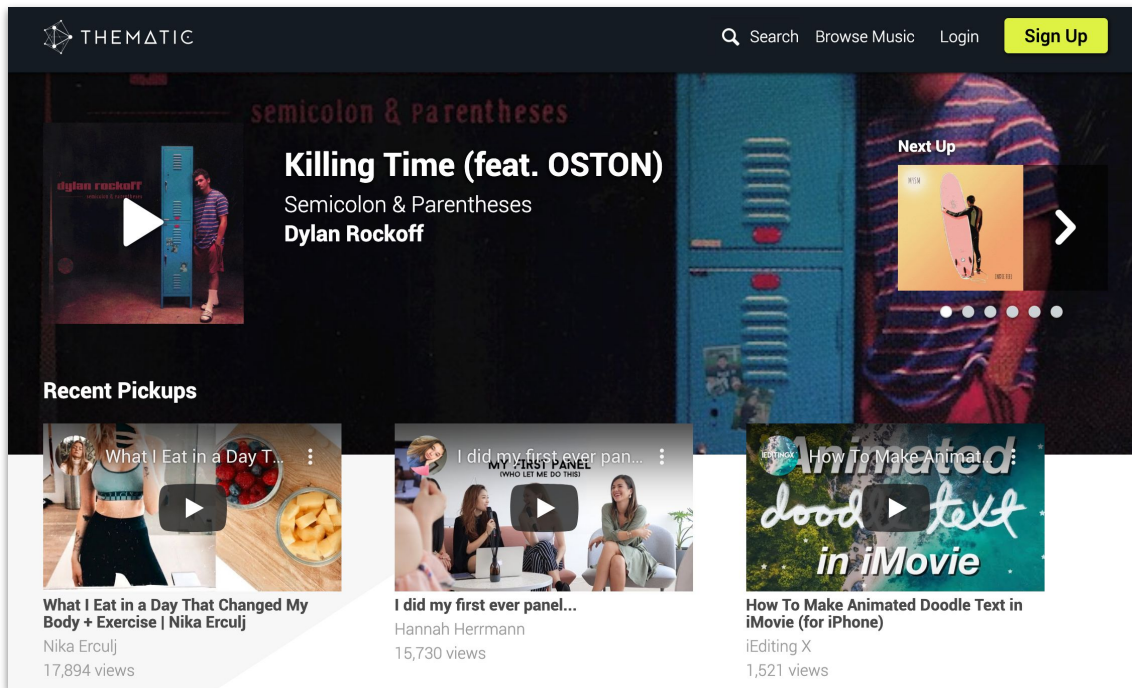 THEMATIC
Search Browse Music Login Sign Up
semicolon & parentheses
dylan rockoff
semicolon & parentheses
Killing Time (feat. OSTON)
Semicolon & Parentheses
Dylan Rockoff
Next Up
Recent Pickups
What I Eat in a Day T...
I did my first ever pan...
MY FIRST PANEL
(WHO LET ME DO THIS)
IEDITINGX
How To Make Animat...
Animated
doodle text
in iMovie
What I Eat in a Day That Changed My
Body + Exercise | Nika Erculj
Nika Erculj
17,894 views
I did my first ever panel...
Hannah Herrmann
15,730 views
How To Make Animated Doodle Text in
iMovie (for iPhone)
iEditing X
1,521 views